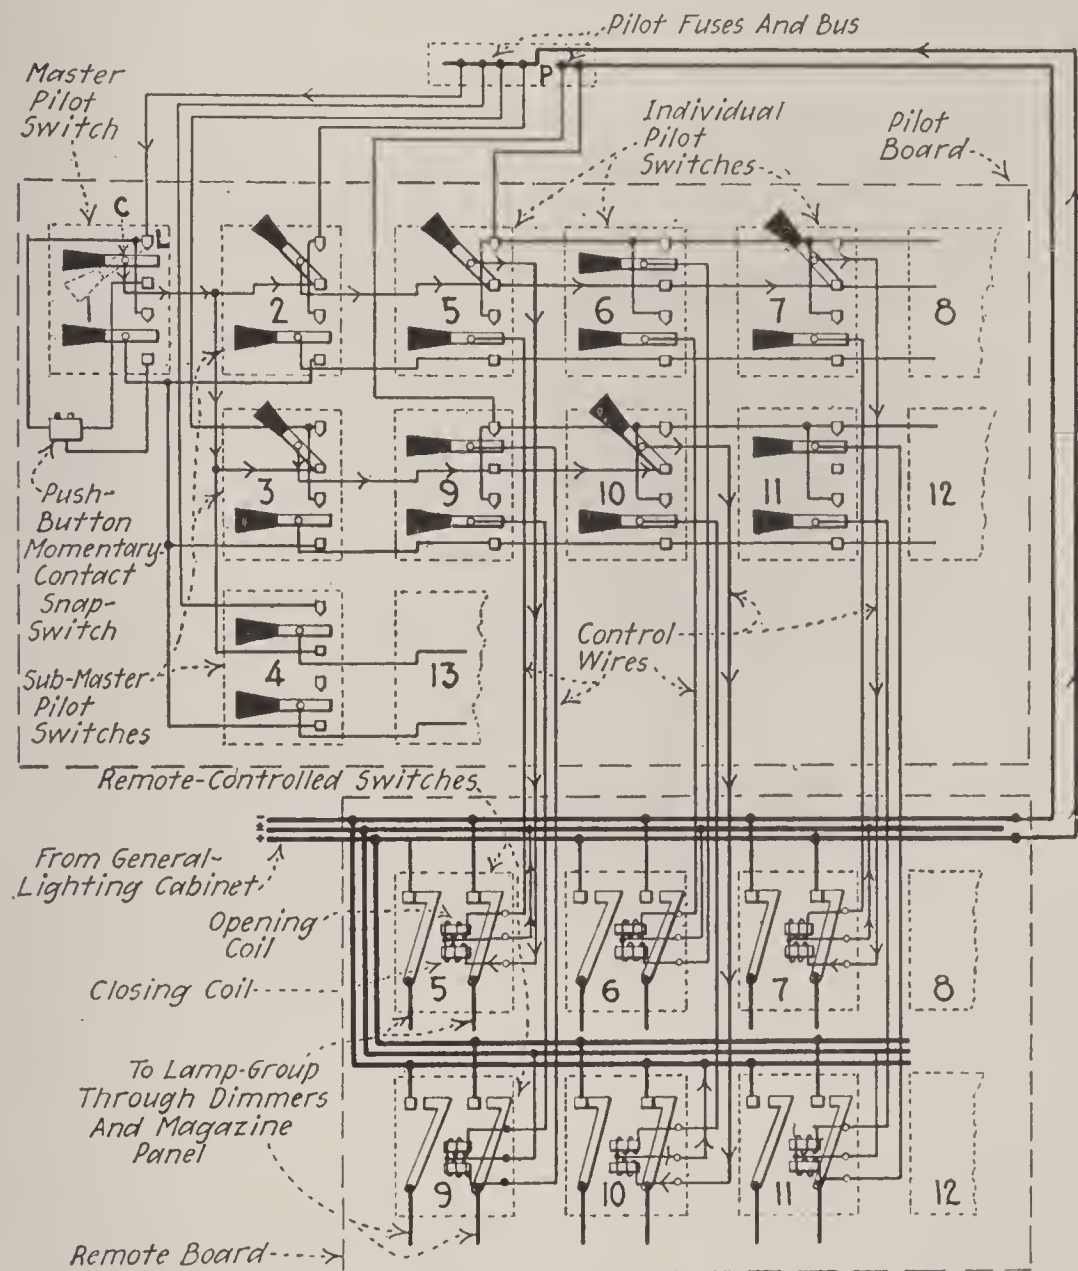 Pilot Fuses And Bus
P
Master
Pilot
Switch
Individual
Pilot
Switches
Pilot
Board
C
L
1
2
5
6
7
8
3
9
10
11
12
4
13
Push-
Button
Momentary
Contact
Snap-
Switch
Sub-Master
Pilot
Switches
Control
Wires
Remote-Controlled Switches
-
±
+
From General-
Lighting Cabinet
Opening
Coil
Closing Coil
5
6
7
8
To Lamp-Group
Through Dimmers
And Magazine
Panel
9
10
11
12
Remote Board